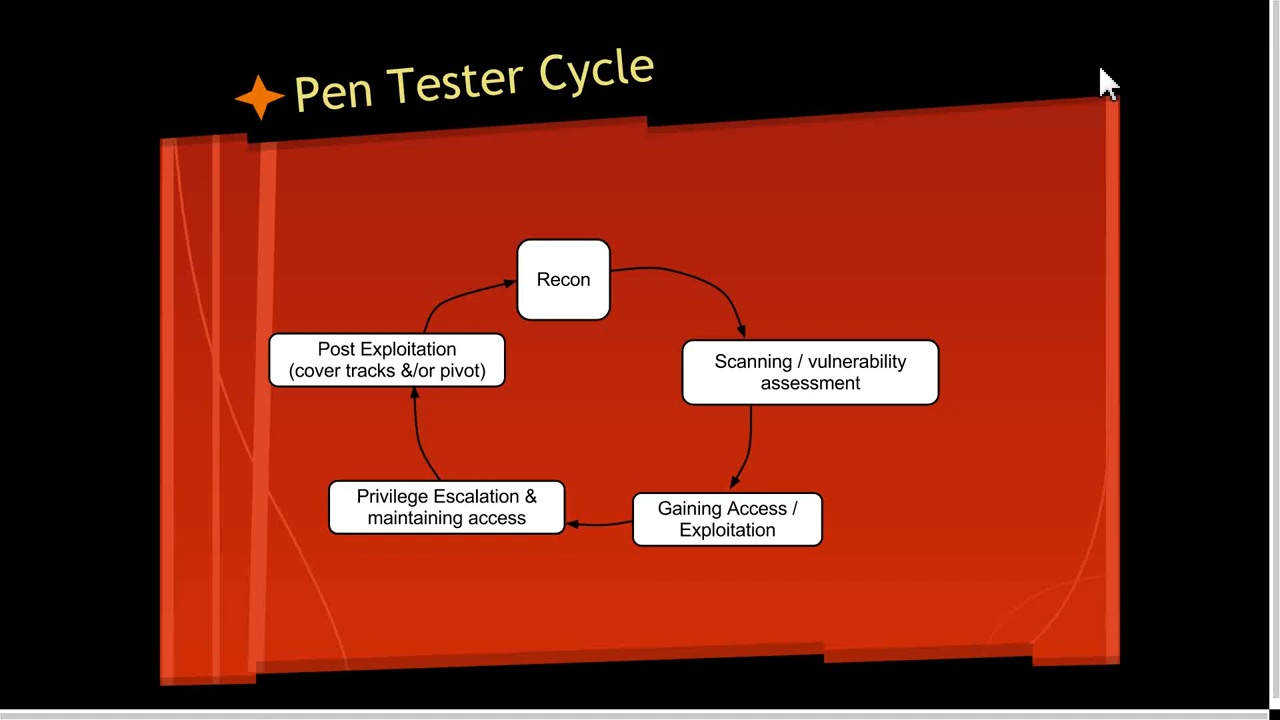 Pen Tester Cycle
Recon
Scanning / vulnerability
assessment
Gaining Access /
Exploitation
Privilege Escalation &
maintaining access
Post Exploitation
(cover tracks &/or pivot)